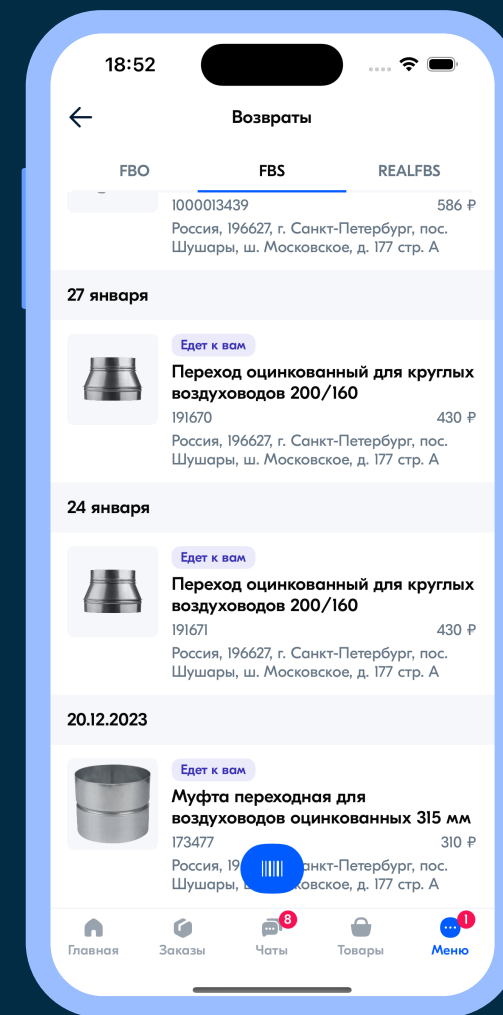 18:52
Возвраты
FBO
FBS
REALFBS
1000013439
586 ₽
Россия, 196627, г. Санкт-Петербург, пос.
Шушары, ш. Московское, д. 177 стр. А
27 января
Едет к вам
Переход оцинкованный для круглых
воздуховодов 200/160
191670
430 ₽
Россия, 196627, г. Санкт-Петербург, пос.
Шушары, ш. Московское, д. 177 стр. А
24 января
Едет к вам
Переход оцинкованный для круглых
воздуховодов 200/160
191671
430 ₽
Россия, 196627, г. Санкт-Петербург, пос.
Шушары, ш. Московское, д. 177 стр. А
20.12.2023
Едет к вам
Муфта переходная для
воздуховодов оцинкованных 315 мм
173477
310 ₽
Россия, 19 анкт-Петербург, пос.
Шушары, ковское, д. 177 стр. А
8
1
Главная
Заказы
Чаты
Товары
Меню